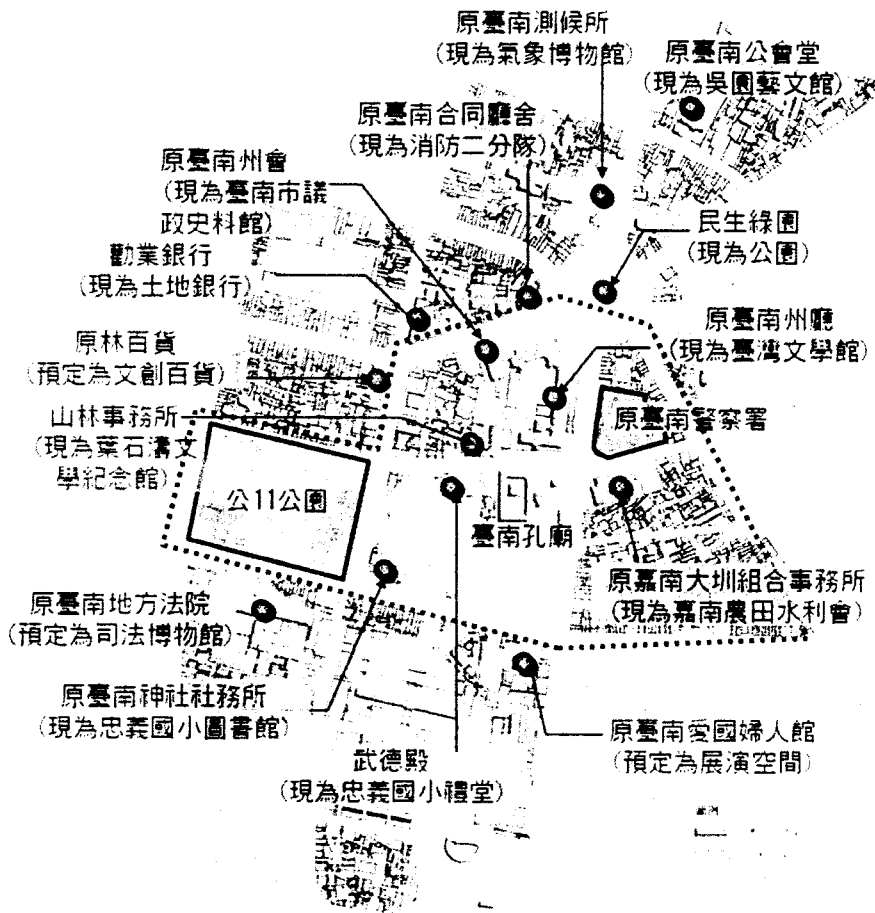 原臺南測候所
(現為氣象博物館)
原臺南公會堂
(現為吳園藝文館)
原臺南合同廳舍
(現為消防二分隊)
原臺南州會
(現為臺南市議
政史料館)
民生綠園
(現為公園)
勸業銀行
(現為土地銀行)
原臺南州廳
(現為臺灣文學館)
原林百貨
(預定為文創百貨)
山林事務所
(現為葉石濤文
學紀念館)
原臺南警察署
公11公園
臺南孔廟
原嘉南大圳組合事務所
(現為嘉南農田水利會)
原臺南地方法院
(預定為司法博物館)
原臺南神社社務所
(現為忠義國小圖書館)
原臺南愛國婦人館
(預定為展演空間)
武德殿
(現為忠義國小禮堂)